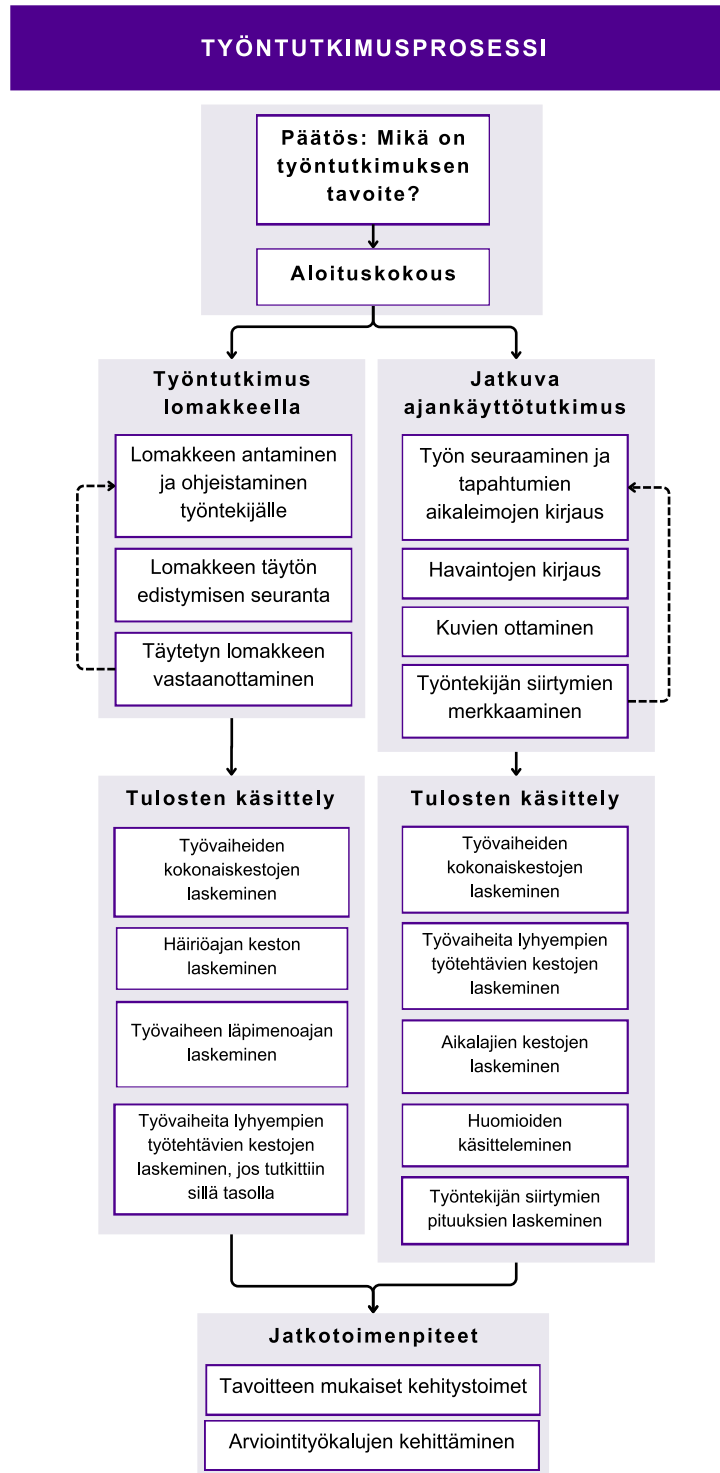 TYÖNTUTKIMUSPROSESSI
Päätös: Mikä on
työntutkimuksen
tavoite?
Aloituskokous
Työntutkimus
lomakkeella
Lomakkeen antaminen
ja ohjeistaminen
työntekijälle
Lomakkeen täytön
edistymisen seuranta
Täytetyn lomakkeen
vastaanottaminen
Jatkuva
ajankäyttötutkimus
Työn seuraaminen ja
tapahtumien
aikaleimojen kirjaus
Havaintojen kirjaus
Kuvien ottaminen
Työntekijän siirtymien
merkkaaminen
Tulosten käsittely
Työvaiheiden
kokonaiskestojen
laskeminen
Häiriöajan keston
laskeminen
Työvaiheen läpimenoajan
laskeminen
Työvaiheita lyhyempien
työtehtävien kestojen
laskeminen, jos tutkittiin
sillä tasolla
Tulosten käsittely
Työvaiheiden
kokonaiskestojen
laskeminen
Työvaiheita lyhyempien
työtehtävien kestojen
laskeminen
Aikalajien kestojen
laskeminen
Huomioiden
käsitteleminen
Työntekijän siirtymien
pituuksien laskeminen
Jatkotoimenpiteet
Tavoitteen mukaiset kehitystoimet
Arviointityökalujen kehittäminen